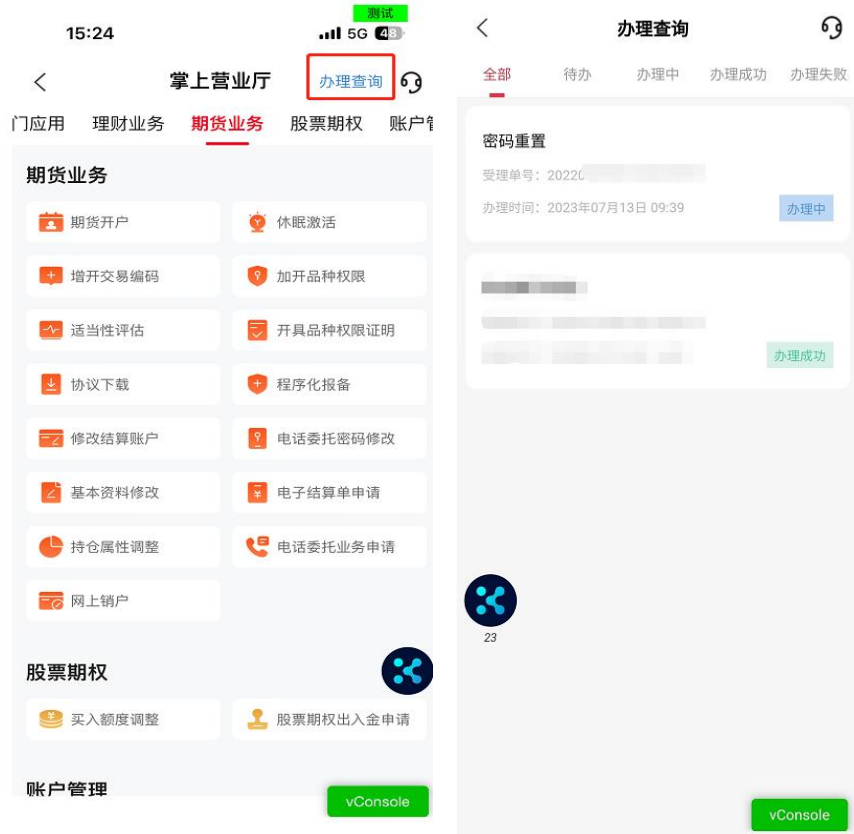 测试
15:24
5G 48
掌上营业厅
办理查询
门应用 理财业务 期货业务 股票期权 账户管
期货业务
期货开户 休眠激活
增开交易编码 加开品种权限
适当性评估 开具品种权限证明
协议下载 程序化报备
修改结算账户 电话委托密码修改
基本资料修改 电子结算单申请
持仓属性调整 电话委托业务申请
网上销户
股票期权
买入额度调整 股票期权出入金申请
账户管理
vConsole
办理查询
全部 待办 办理中 办理成功 办理失败
密码重置
受理单号：2022
办理时间：2023年07月13日 09:39
办理中
办理成功
23
vConsole